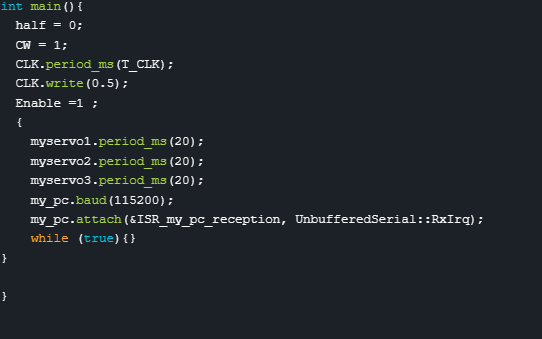 int main(){
half = 0;
CW = 1;
CLK.period_ms(T_CLK);
CLK.write(0.5);
Enable =1 ;
{
myservo1.period_ms(20);
myservo2.period_ms(20);
myservo3.period_ms(20);
my_pc.baud(115200);
my_pc.attach(&ISR_my_pc_reception, UnbufferedSerial::RxIrq);
while (true){}
}
}